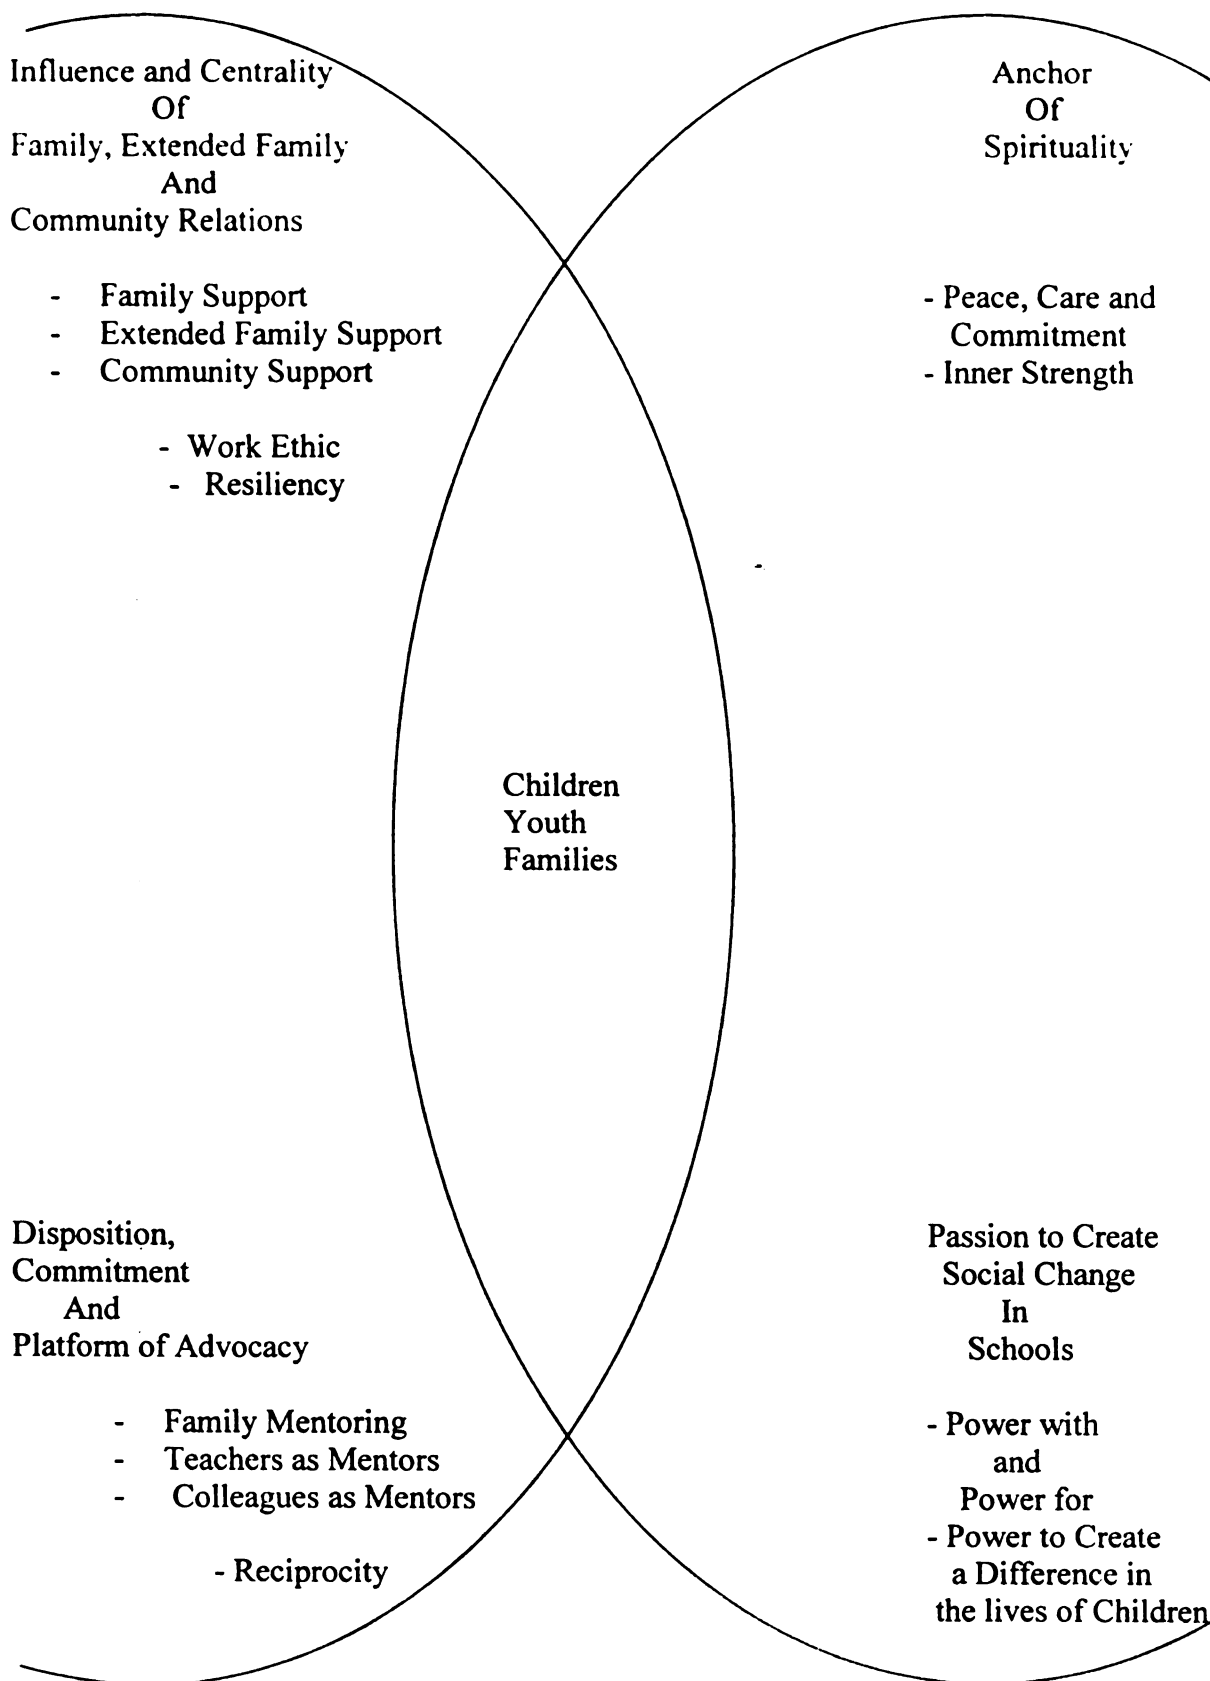 Influence and Centrality
Of
Family, Extended Family
And
Community Relations
- Family Support
- Extended Family Support
- Community Support
- Work Ethic
- Resiliency
Anchor
Of
Spirituality
- Peace, Care and
Commitment
- Inner Strength
Children
Youth
Families
Disposition,
Commitment
And
Platform of Advocacy
- Family Mentoring
- Teachers as Mentors
- Colleagues as Mentors
- Reciprocity
Passion to Create
Social Change
In
Schools
- Power with
and
Power for
- Power to Create
a Difference in
the lives of Children